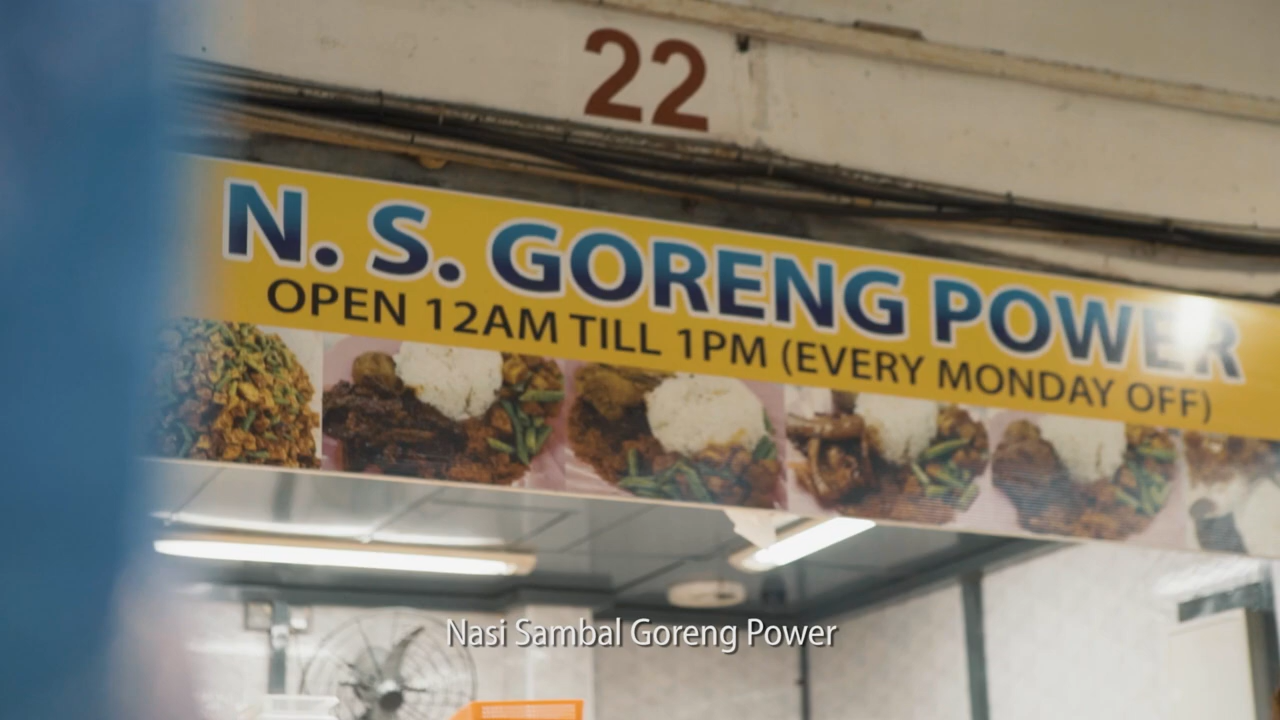 22
N. S. GORENG POWER
OPEN 12AM TILL 1PM (EVERY MONDAY OFF)
Nasi Sambal Goreng Power